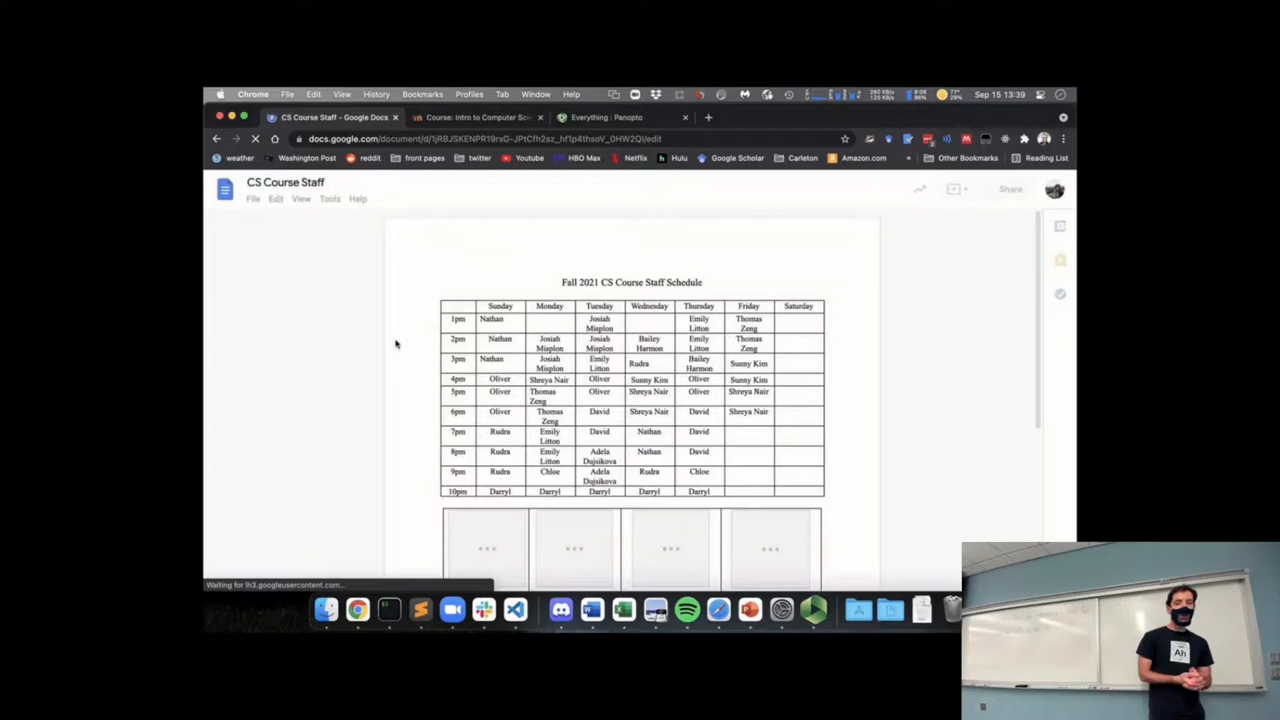 Chrome File Edit View History Bookmarks Profiles Tab Window Help 77° Sep 15 13:39
CS Course Staff - Google Docs Course: Intro to Computer Sci Everything : Panopto
weather Washington Post reddit front pages twitter Youtube HBO Max Netflix Hulu Google Scholar Carleton Amazon.com » Other Bookmarks Reading List
CS Course Staff
File Edit View Tools Help Share
Fall 2021 CS Course Staff Schedule
Sunday Monday Tuesday Wednesday Thursday Friday Saturday
1pm Nathan Josiah Misplon Emily Litton Thomas Zeng
2pm Nathan Josiah Misplon Josiah Misplon Bailey Harmon Emily Litton Thomas Zeng
3pm Nathan Josiah Misplon Emily Litton Rudra Bailey Harmon Sunny Kim
4pm Oliver Shreya Nair Oliver Sunny Kim Oliver Sunny Kim
5pm Oliver Thomas Zeng Oliver Shreya Nair Oliver Shreya Nair
6pm Oliver Thomas Zeng David Shreya Nair David Shreya Nair
7pm Rudra Emily Litton David Nathan David
8pm Rudra Emily Litton Adela Dujsikova Nathan David
9pm Rudra Chloe Adela Dujsikova Rudra Chloe
10pm Darryl Darryl Darryl Darryl Darryl
Waiting for lh3.googleusercontent.com...
Ah